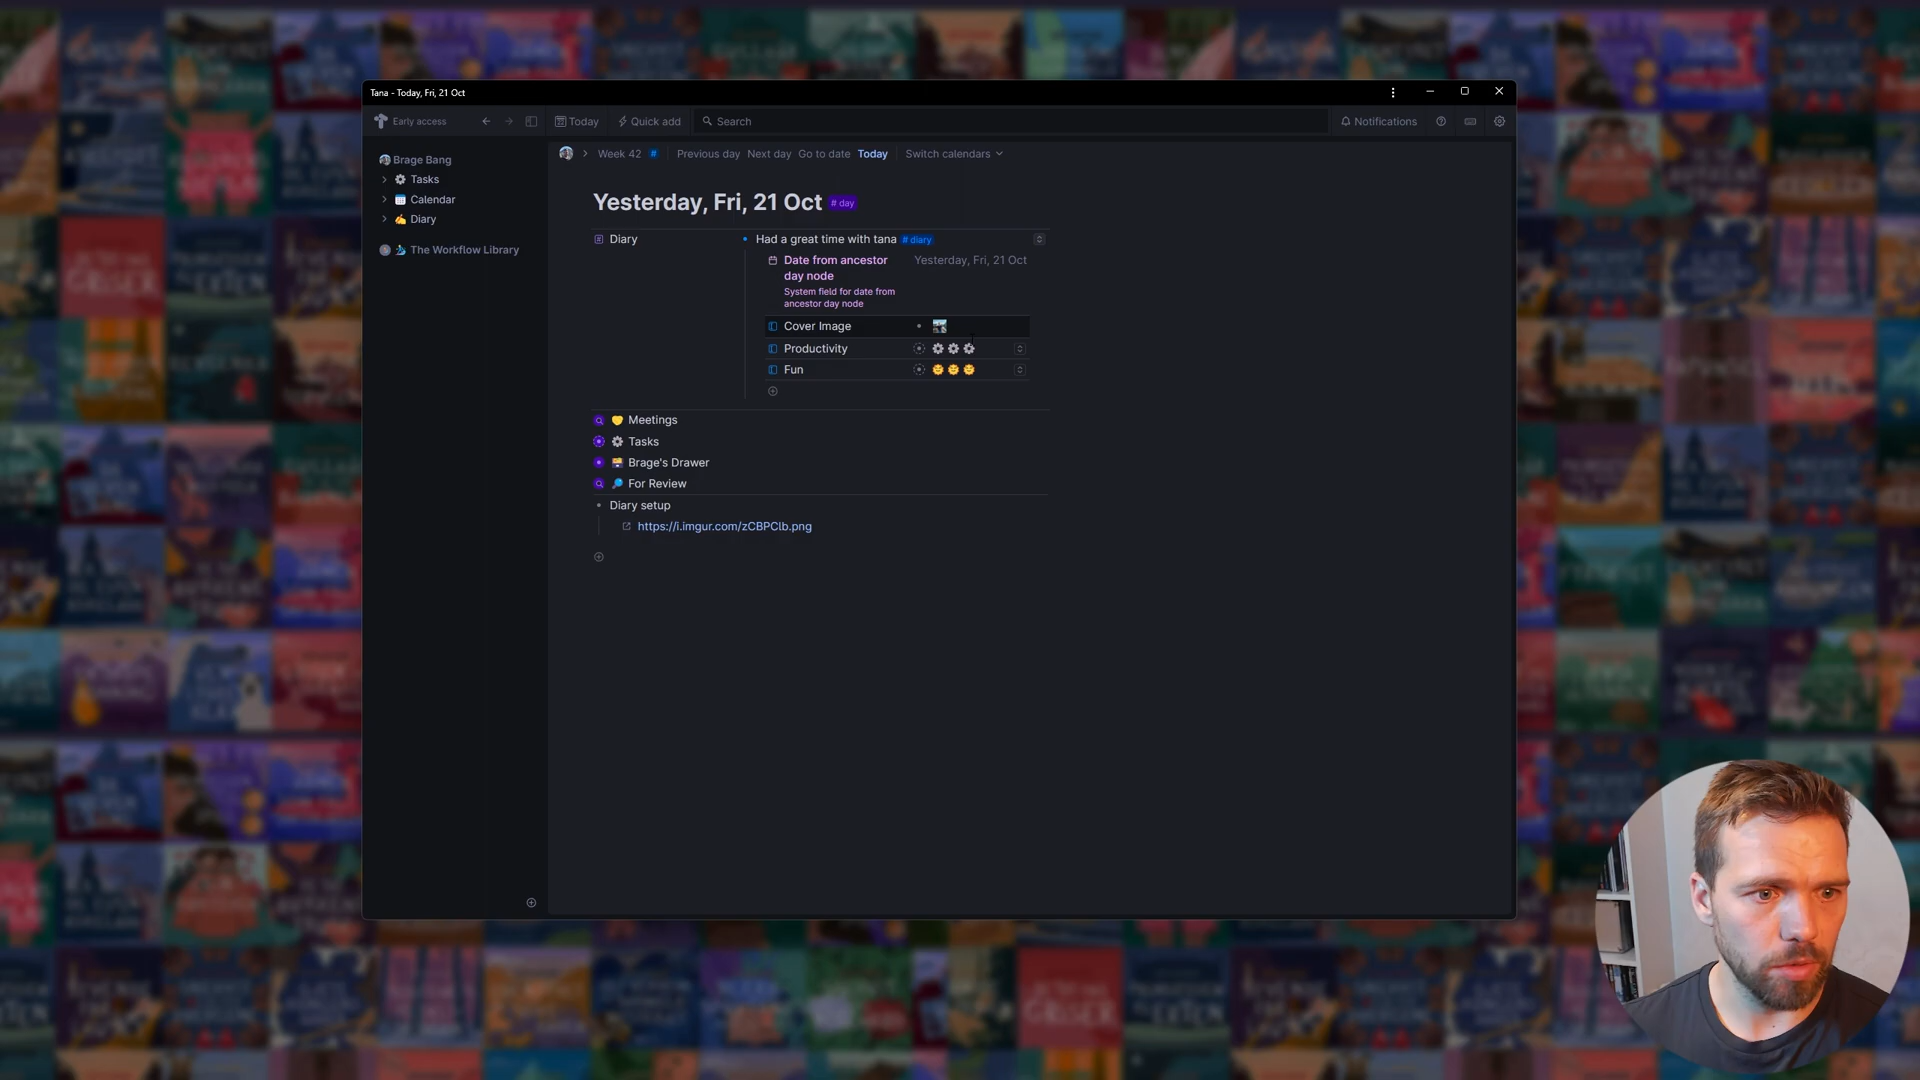 Tana - Today, Fri, 21 Oct
Early access
Today
Quick add
Search
Notifications
Brage Bang
Tasks
Calendar
Diary
The Workflow Library
Week 42 #
Previous day
Next day
Go to date
Today
Switch calendars
Yesterday, Fri, 21 Oct # day
Diary
Had a great time with tana # diary
Date from ancestor
day node
Yesterday, Fri, 21 Oct
System field for date from
ancestor day node
Cover Image
Productivity
Fun
Meetings
Tasks
Brage's Drawer
For Review
Diary setup
https://i.imgur.com/zCBPClb.png